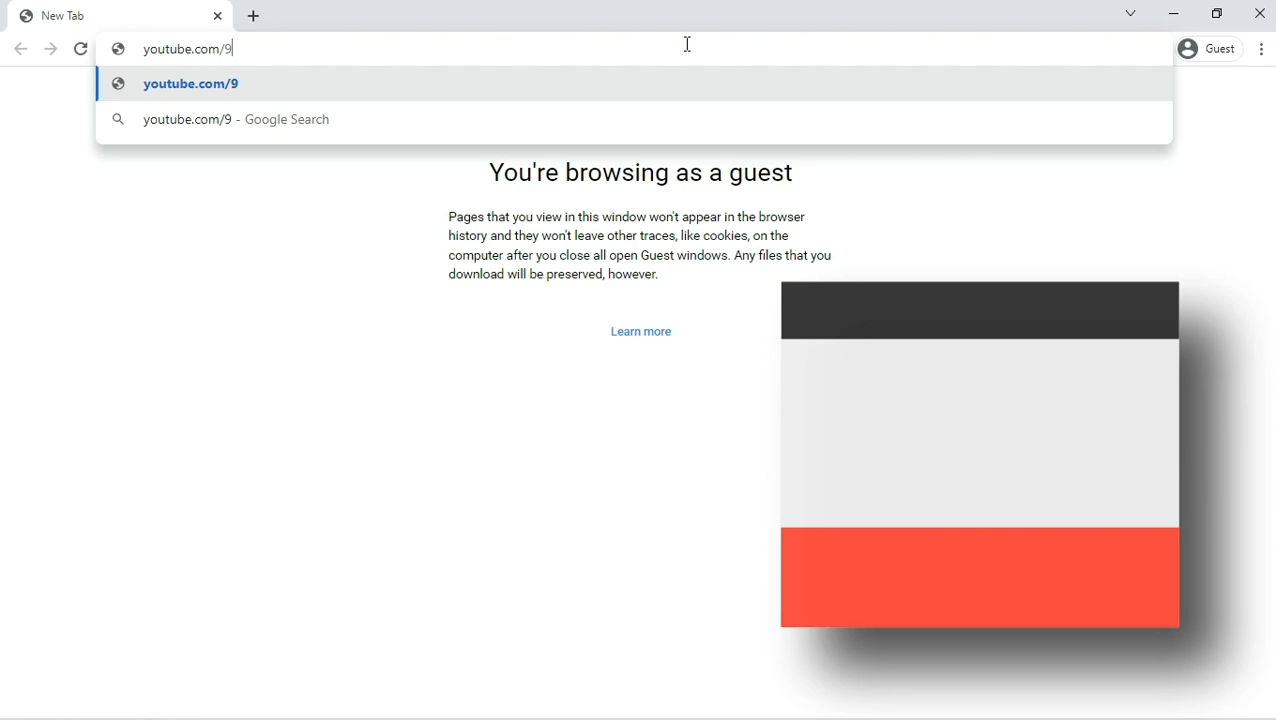 New Tab
youtube.com/9
Guest
youtube.com/9
youtube.com/9 - Google Search
You're browsing as a guest
Pages that you view in this window won't appear in the browser
history and they won't leave other traces, like cookies, on the
computer after you close all open Guest windows. Any files that you
download will be preserved, however.
Learn more